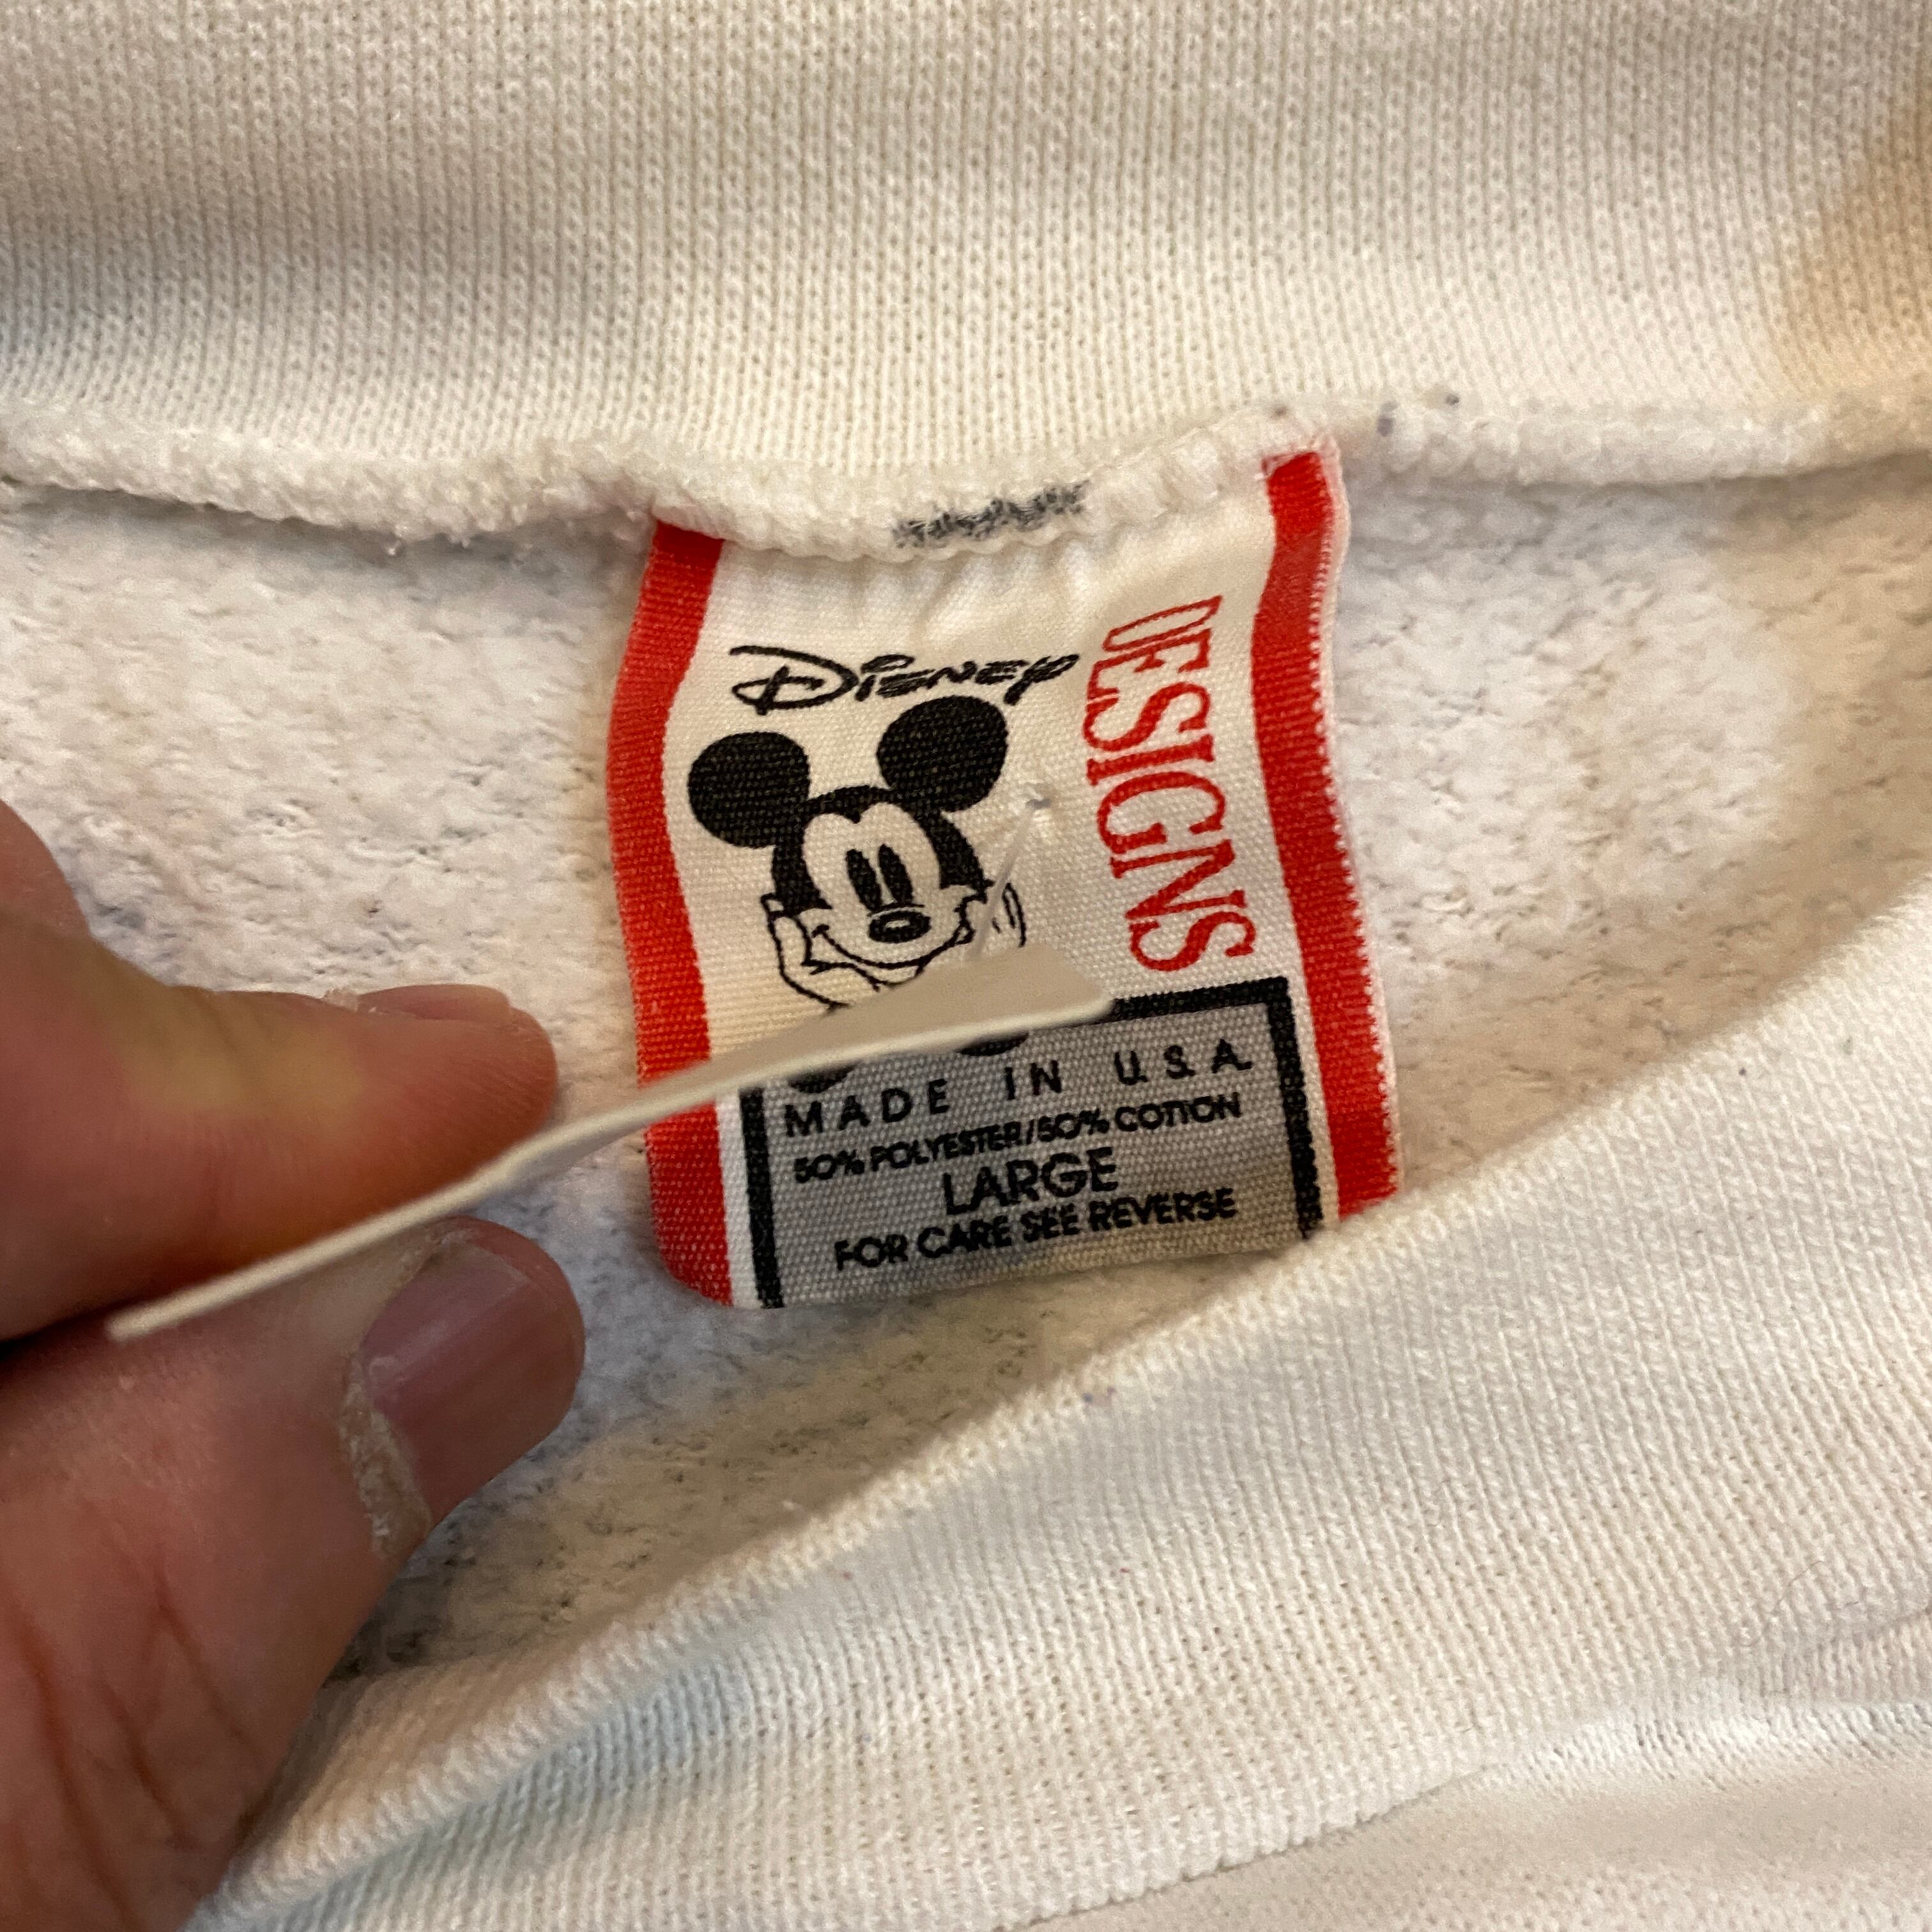 Disney
DESIGNS
MADE IN U.S.A.
50% POLYESTER/50% COTTON
LARGE
FOR CARE SEE REVERSE